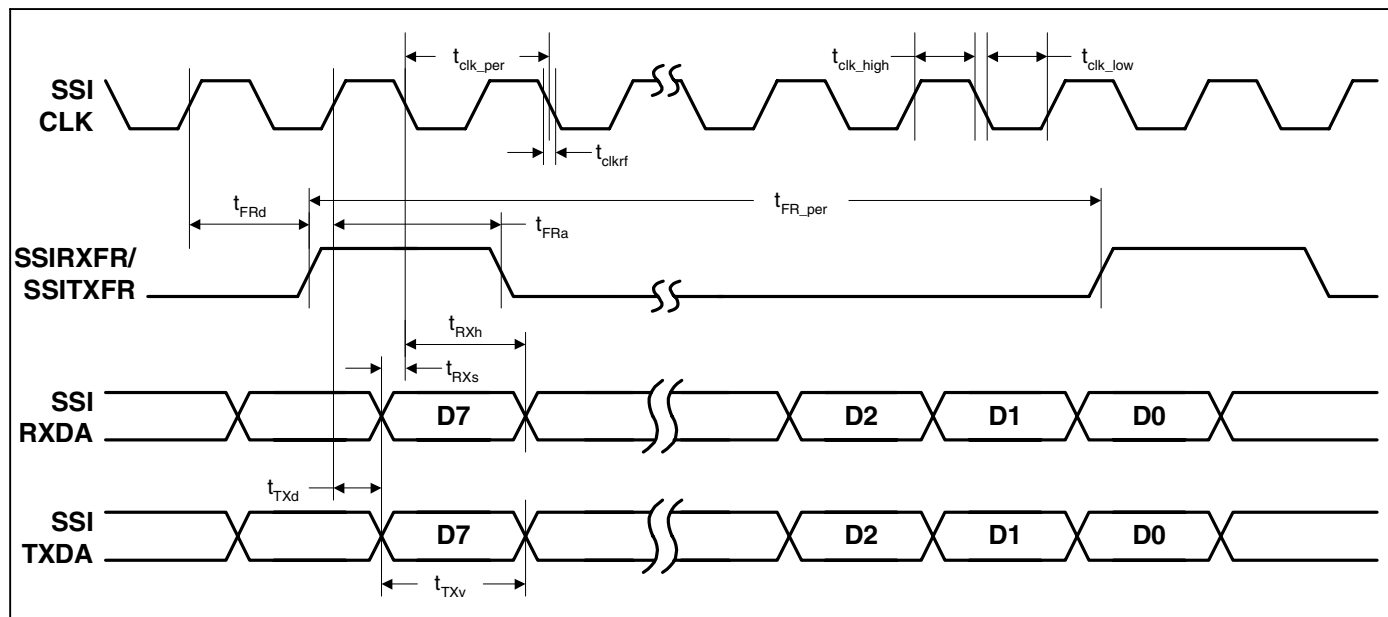 t_clk_per
t_clk_high
t_clk_low
SSI
CLK
t_clkrf
t_FRd
t_FR_per
t_FRa
SSIRXFR/
SSITXFR
t_RXh
t_RXs
SSI
RXDA
D7 D2 D1 D0
t_TXd
SSI
TXDA
D7 D2 D1 D0
t_TXv